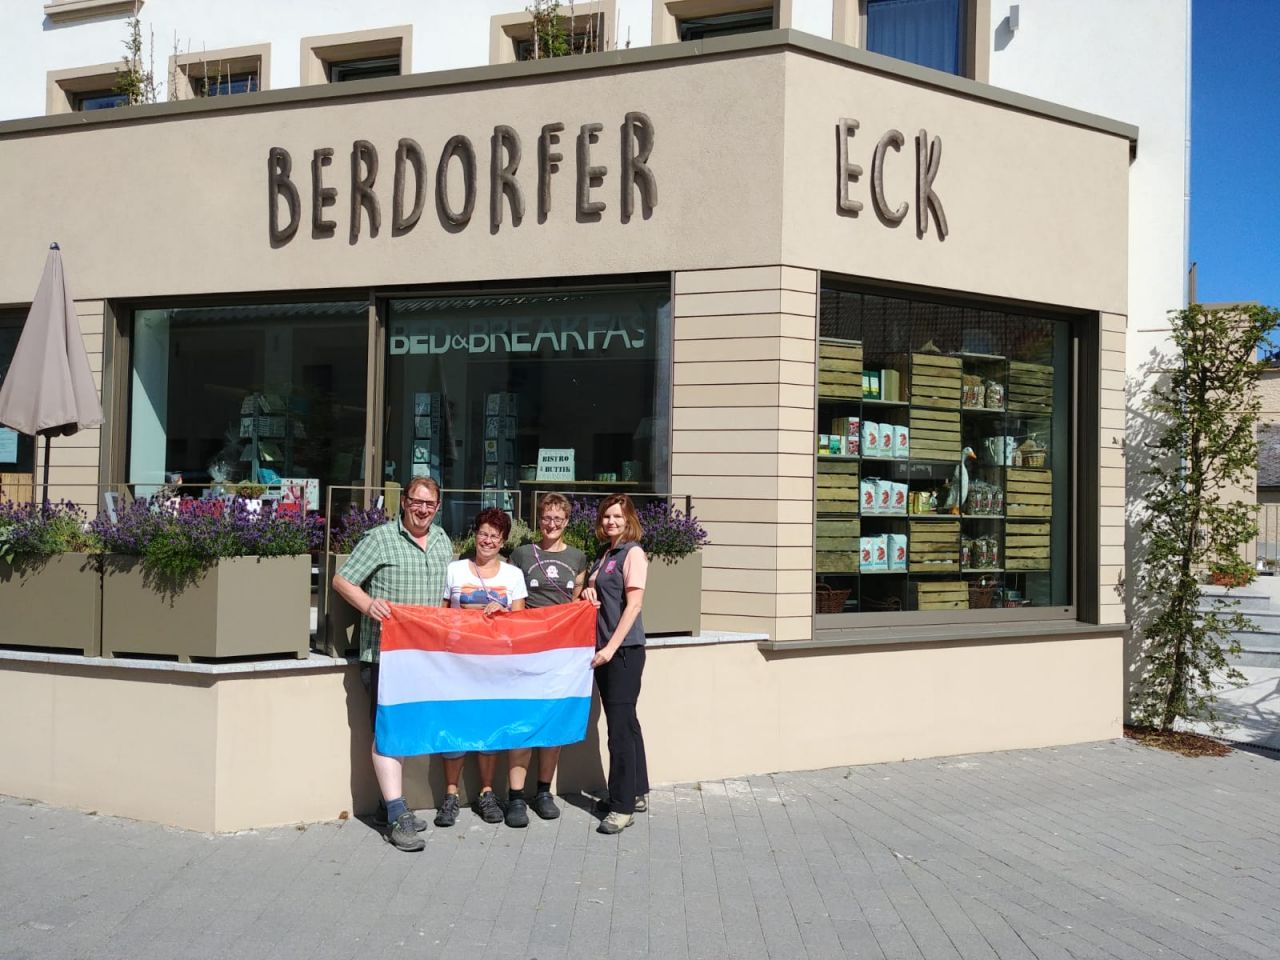 BERDORFER ECK
BED&BREAKFAS
BISTRO
BUTTIK